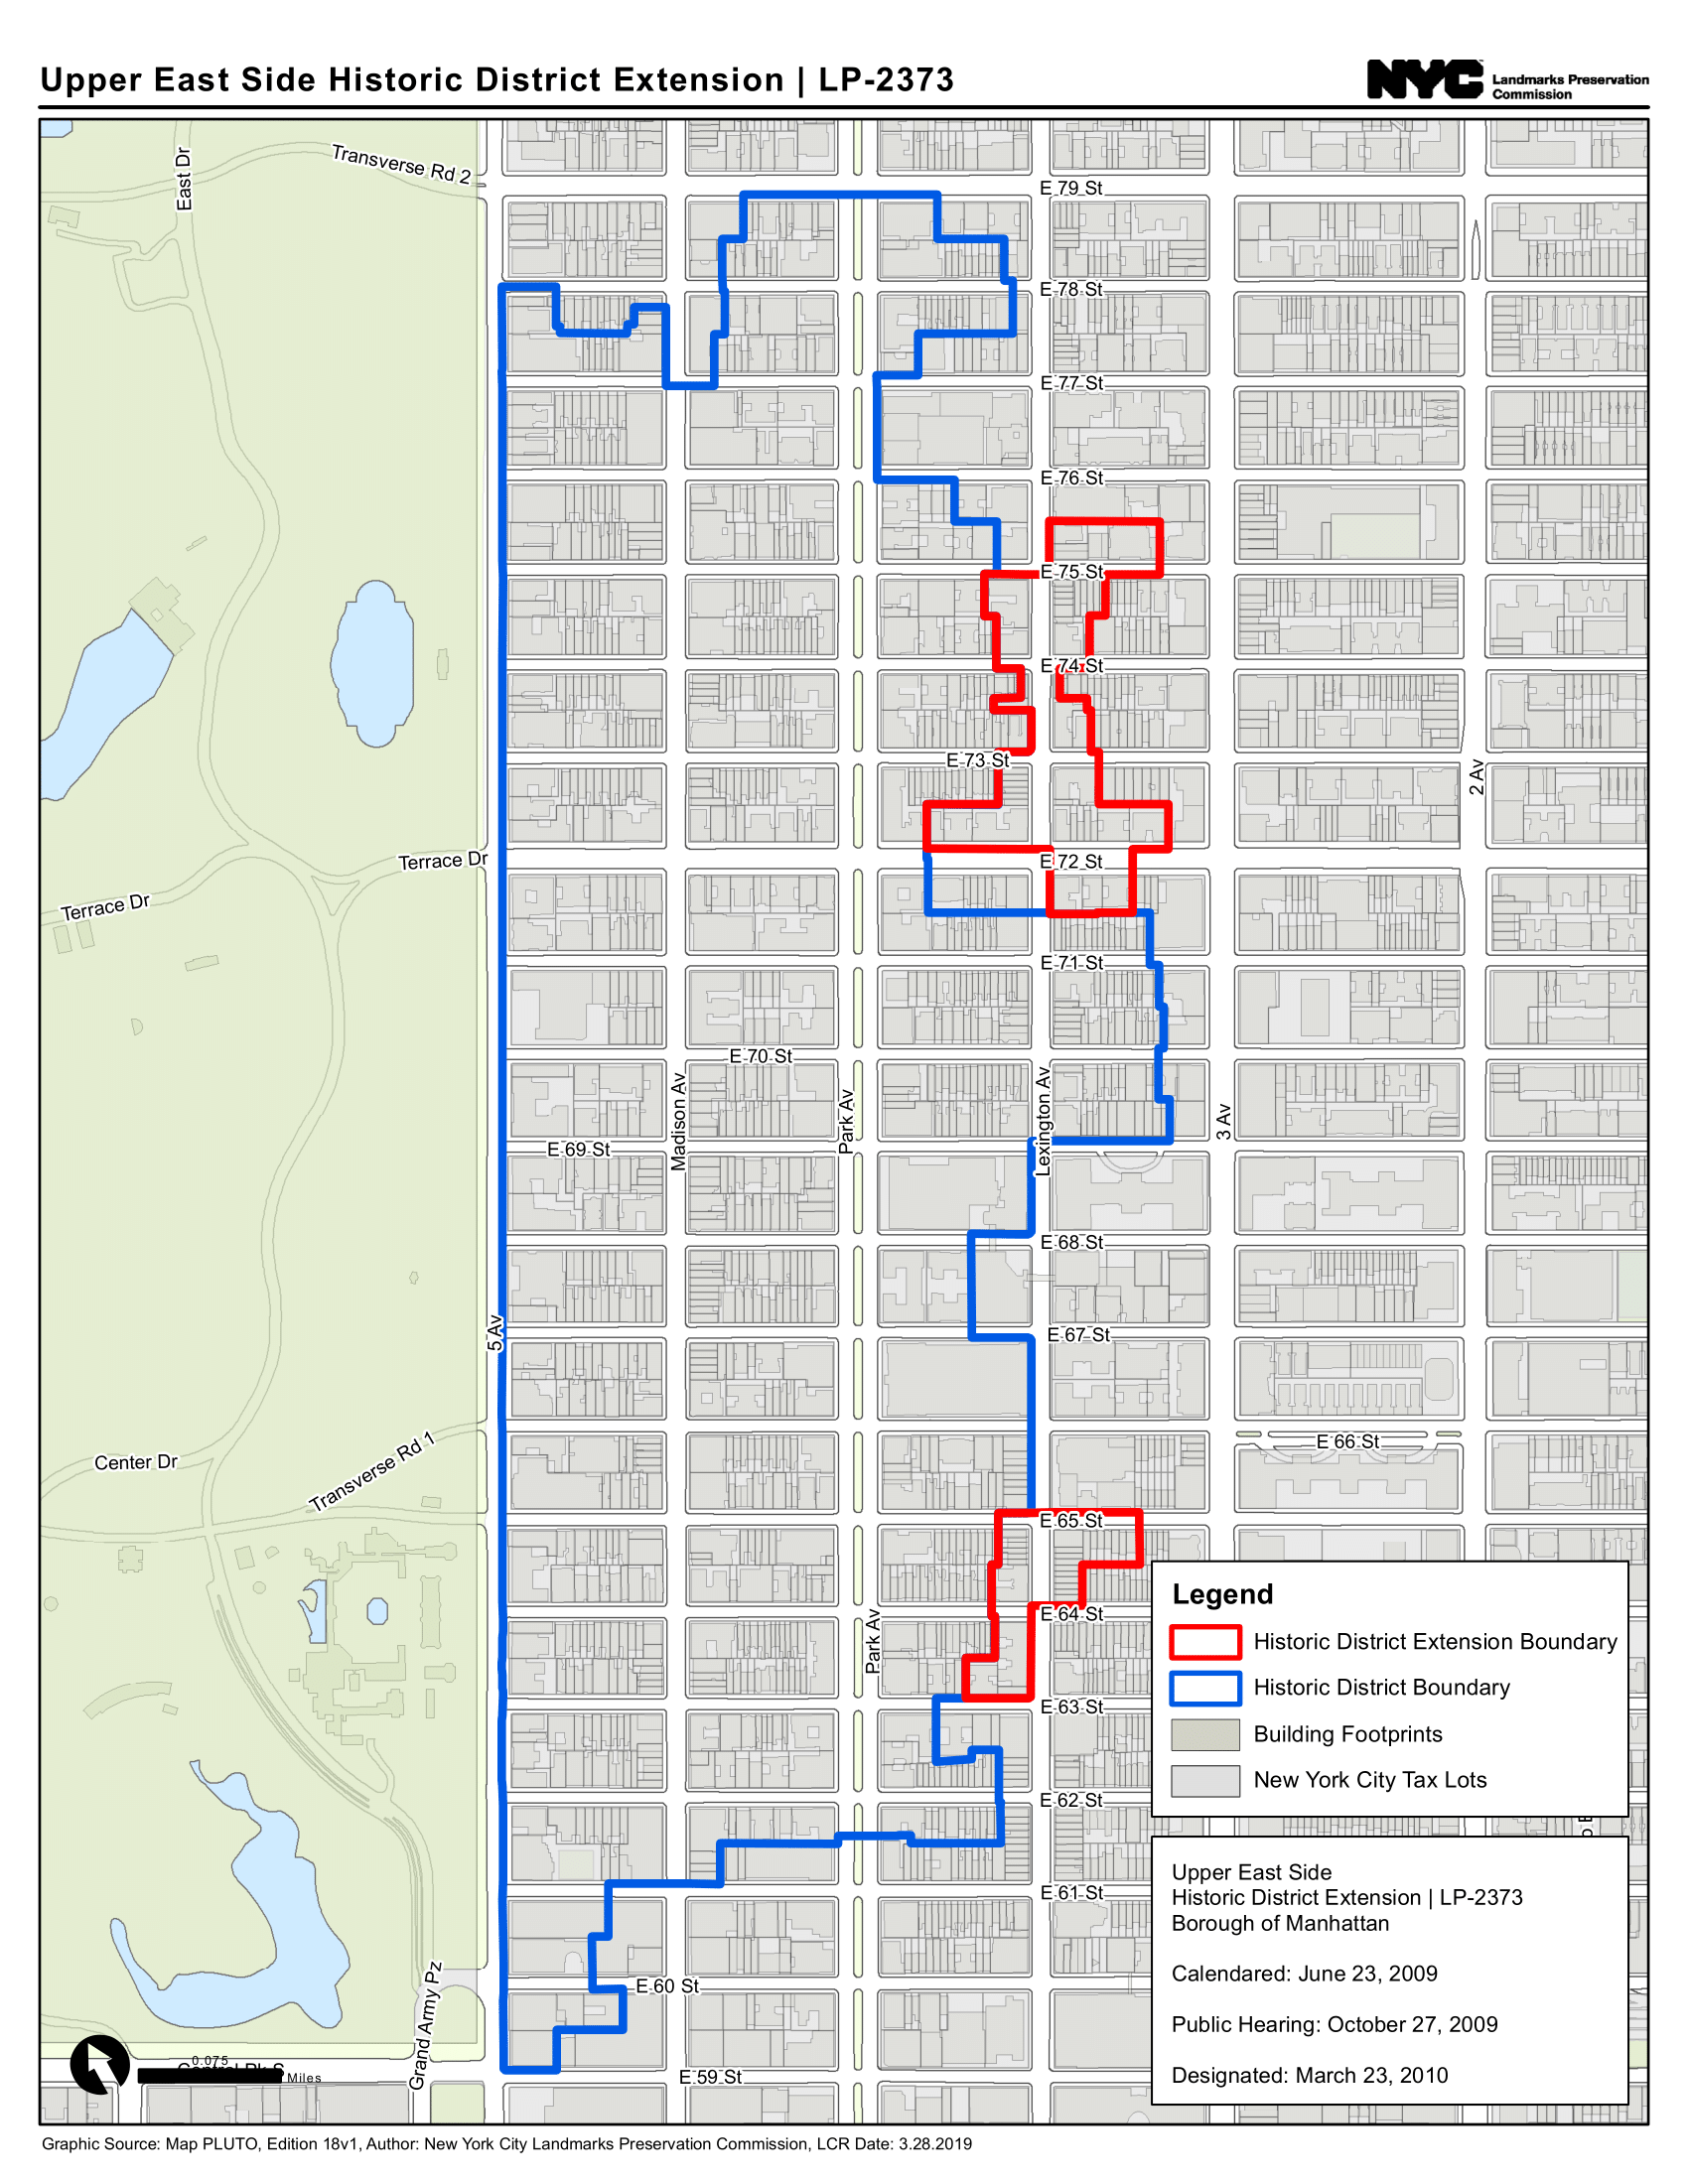 Upper East Side Historic District Extension | LP-2373
NYC
Landmarks Preservation
Commission
Transverse Rd 2
East Dr
E 79 St
E 78 St
E 77 St
E 76 St
E 75 St
E 74 St
E 73 St
2 Av
Terrace Dr
E 72 St
Terrace Dr
E 71 St
E 70 St
Madison Av
Park Av
Lexington Av
3 Av
E 69 St
E 68 St
5 Av
E 67 St
Center Dr
Transverse Rd 1
E 66 St
E 65 St
E 64 St
Park Av
E 63 St
E 62 St
E 61 St
E 60 St
Grand Army Pz
E 59 St
Central Pk S
0.075
Miles
Legend
Historic District Extension Boundary
Historic District Boundary
Building Footprints
New York City Tax Lots
Upper East Side
Historic District Extension | LP-2373
Borough of Manhattan
Calendared: June 23, 2009
Public Hearing: October 27, 2009
Designated: March 23, 2010
Graphic Source: Map PLUTO, Edition 18v1, Author: New York City Landmarks Preservation Commission, LCR Date: 3.28.2019